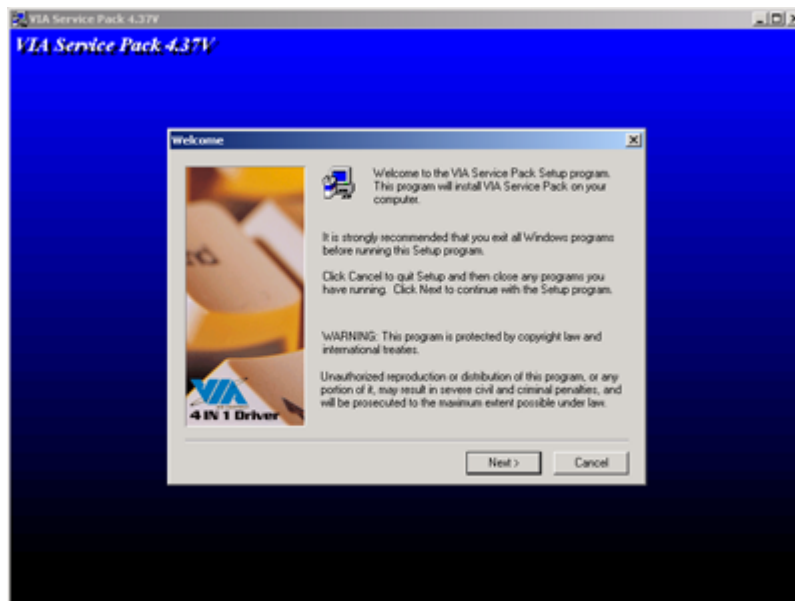 VIA Service Pack 4.37V
VIA Service Pack 4.37V
Welcome
Welcome to the VIA Service Pack Setup program.
This program will install VIA Service Pack on your
computer.
It is strongly recommended that you exit all Windows programs
before running this Setup program.
Click Cancel to quit Setup and then close any programs you
have running. Click Next to continue with the Setup program.
WARNING: This program is protected by copyright law and
international treaties.
Unauthorized reproduction or distribution of this program, or any
portion of it, may result in severe civil and criminal penalties, and
will be prosecuted to the maximum extent possible under law.
VIA
4 IN 1 Driver
Next >
Cancel